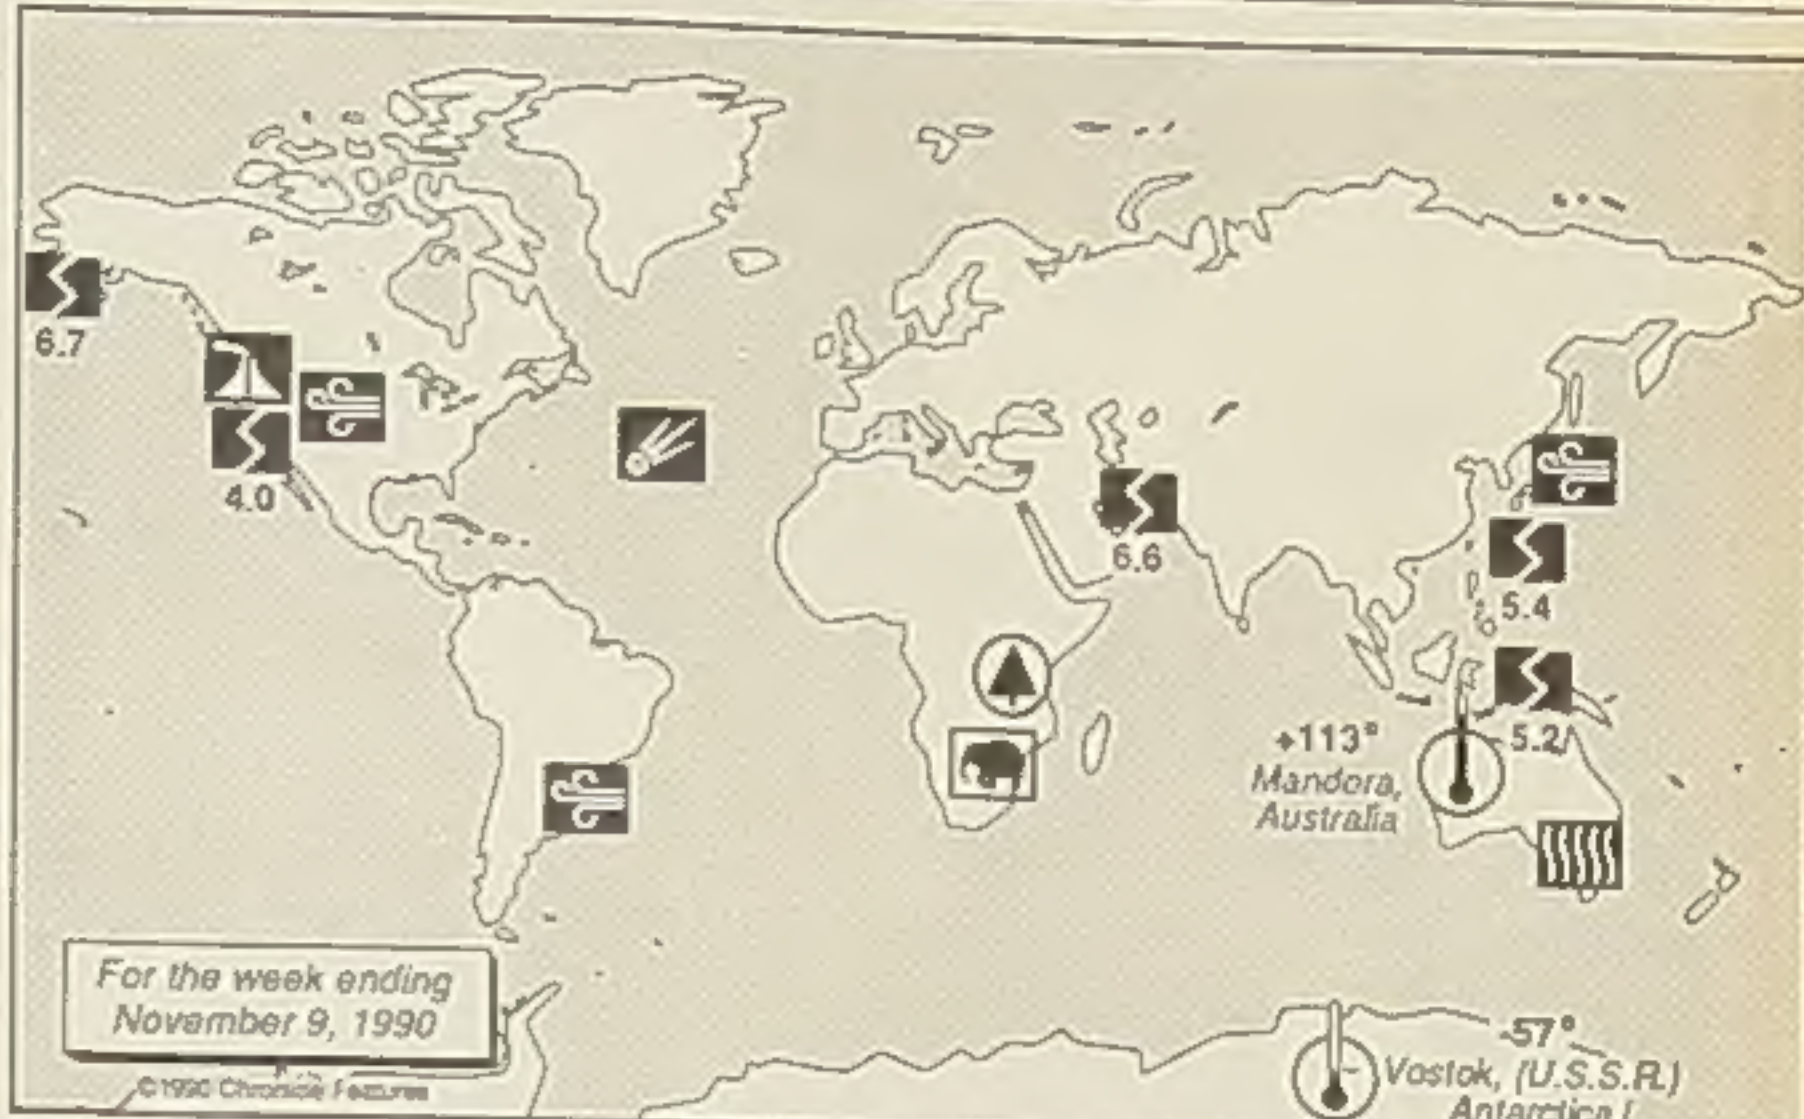 6.7
4.0
6.6
5.4
5.2
+113°
Mandora,
Australia
For the week ending
November 9, 1990
©1990 Chronicle Features
-57°
Vostok, (U.S.S.R.)
Antarctica